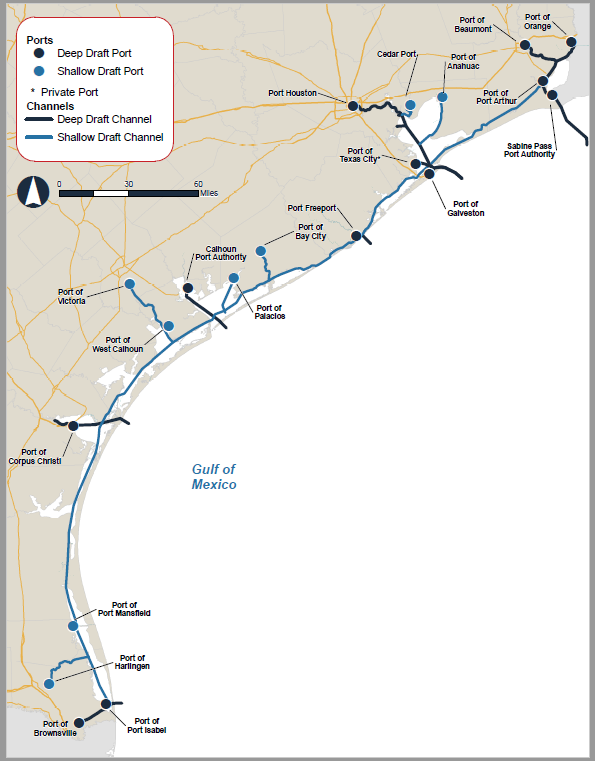 Ports
Deep Draft Port
Shallow Draft Port
* Private Port
Channels
Deep Draft Channel
Shallow Draft Channel
0 30 60
Miles
Port of
Beaumont
Port of
Orange
Cedar Port
Port of
Anahuac
Port Houston
Port of
Port Arthur
Sabine Pass
Port Authority
Port of
Texas City*
Port of
Galveston
Port Freeport
Port of
Bay City
Calhoun
Port Authority
Port of
Victoria
Port of
Palacios
Port of
West Calhoun
Port of
Corpus Christi
Gulf of
Mexico
Port of
Port Mansfield
Port of
Harlingen
Port of
Brownsville
Port of
Port Isabel